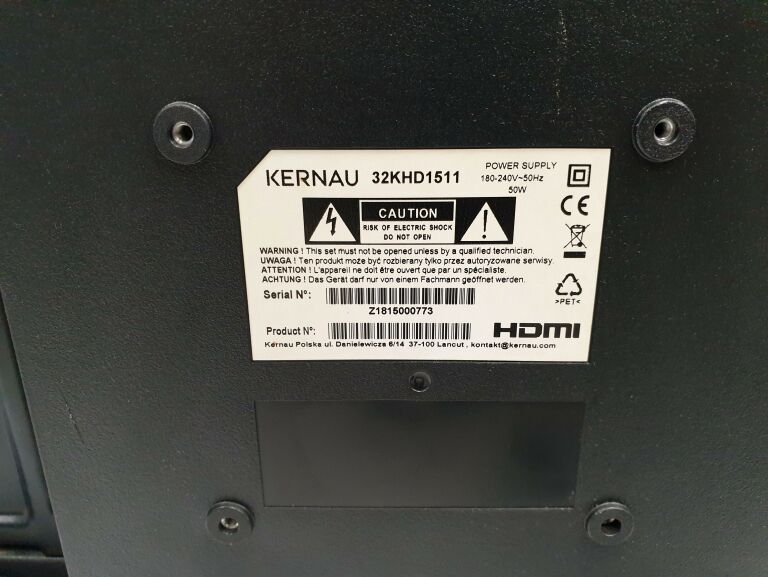 KERNAU 32KHD1511
POWER SUPPLY
180-240V~50Hz
50W
CE
CAUTION
RISK OF ELECTRIC SHOCK
DO NOT OPEN
WARNING ! This set must not be opened unless by a qualified technician.
UWAGA ! Ten produkt może być rozbierany tylko przez autoryzowane serwisy.
ATTENTION ! L'appareil ne doit être ouvert que par un spécialiste.
ACHTUNG ! Das Gerät darf nur von einem Fachmann geöffnet werden.
>PET<
Serial N°:
Z1815000773
Product N°:
HDMI
Kernau Polska ul. Danielewicza 6/14 37-100 Lancut , kontakt@kernau.com